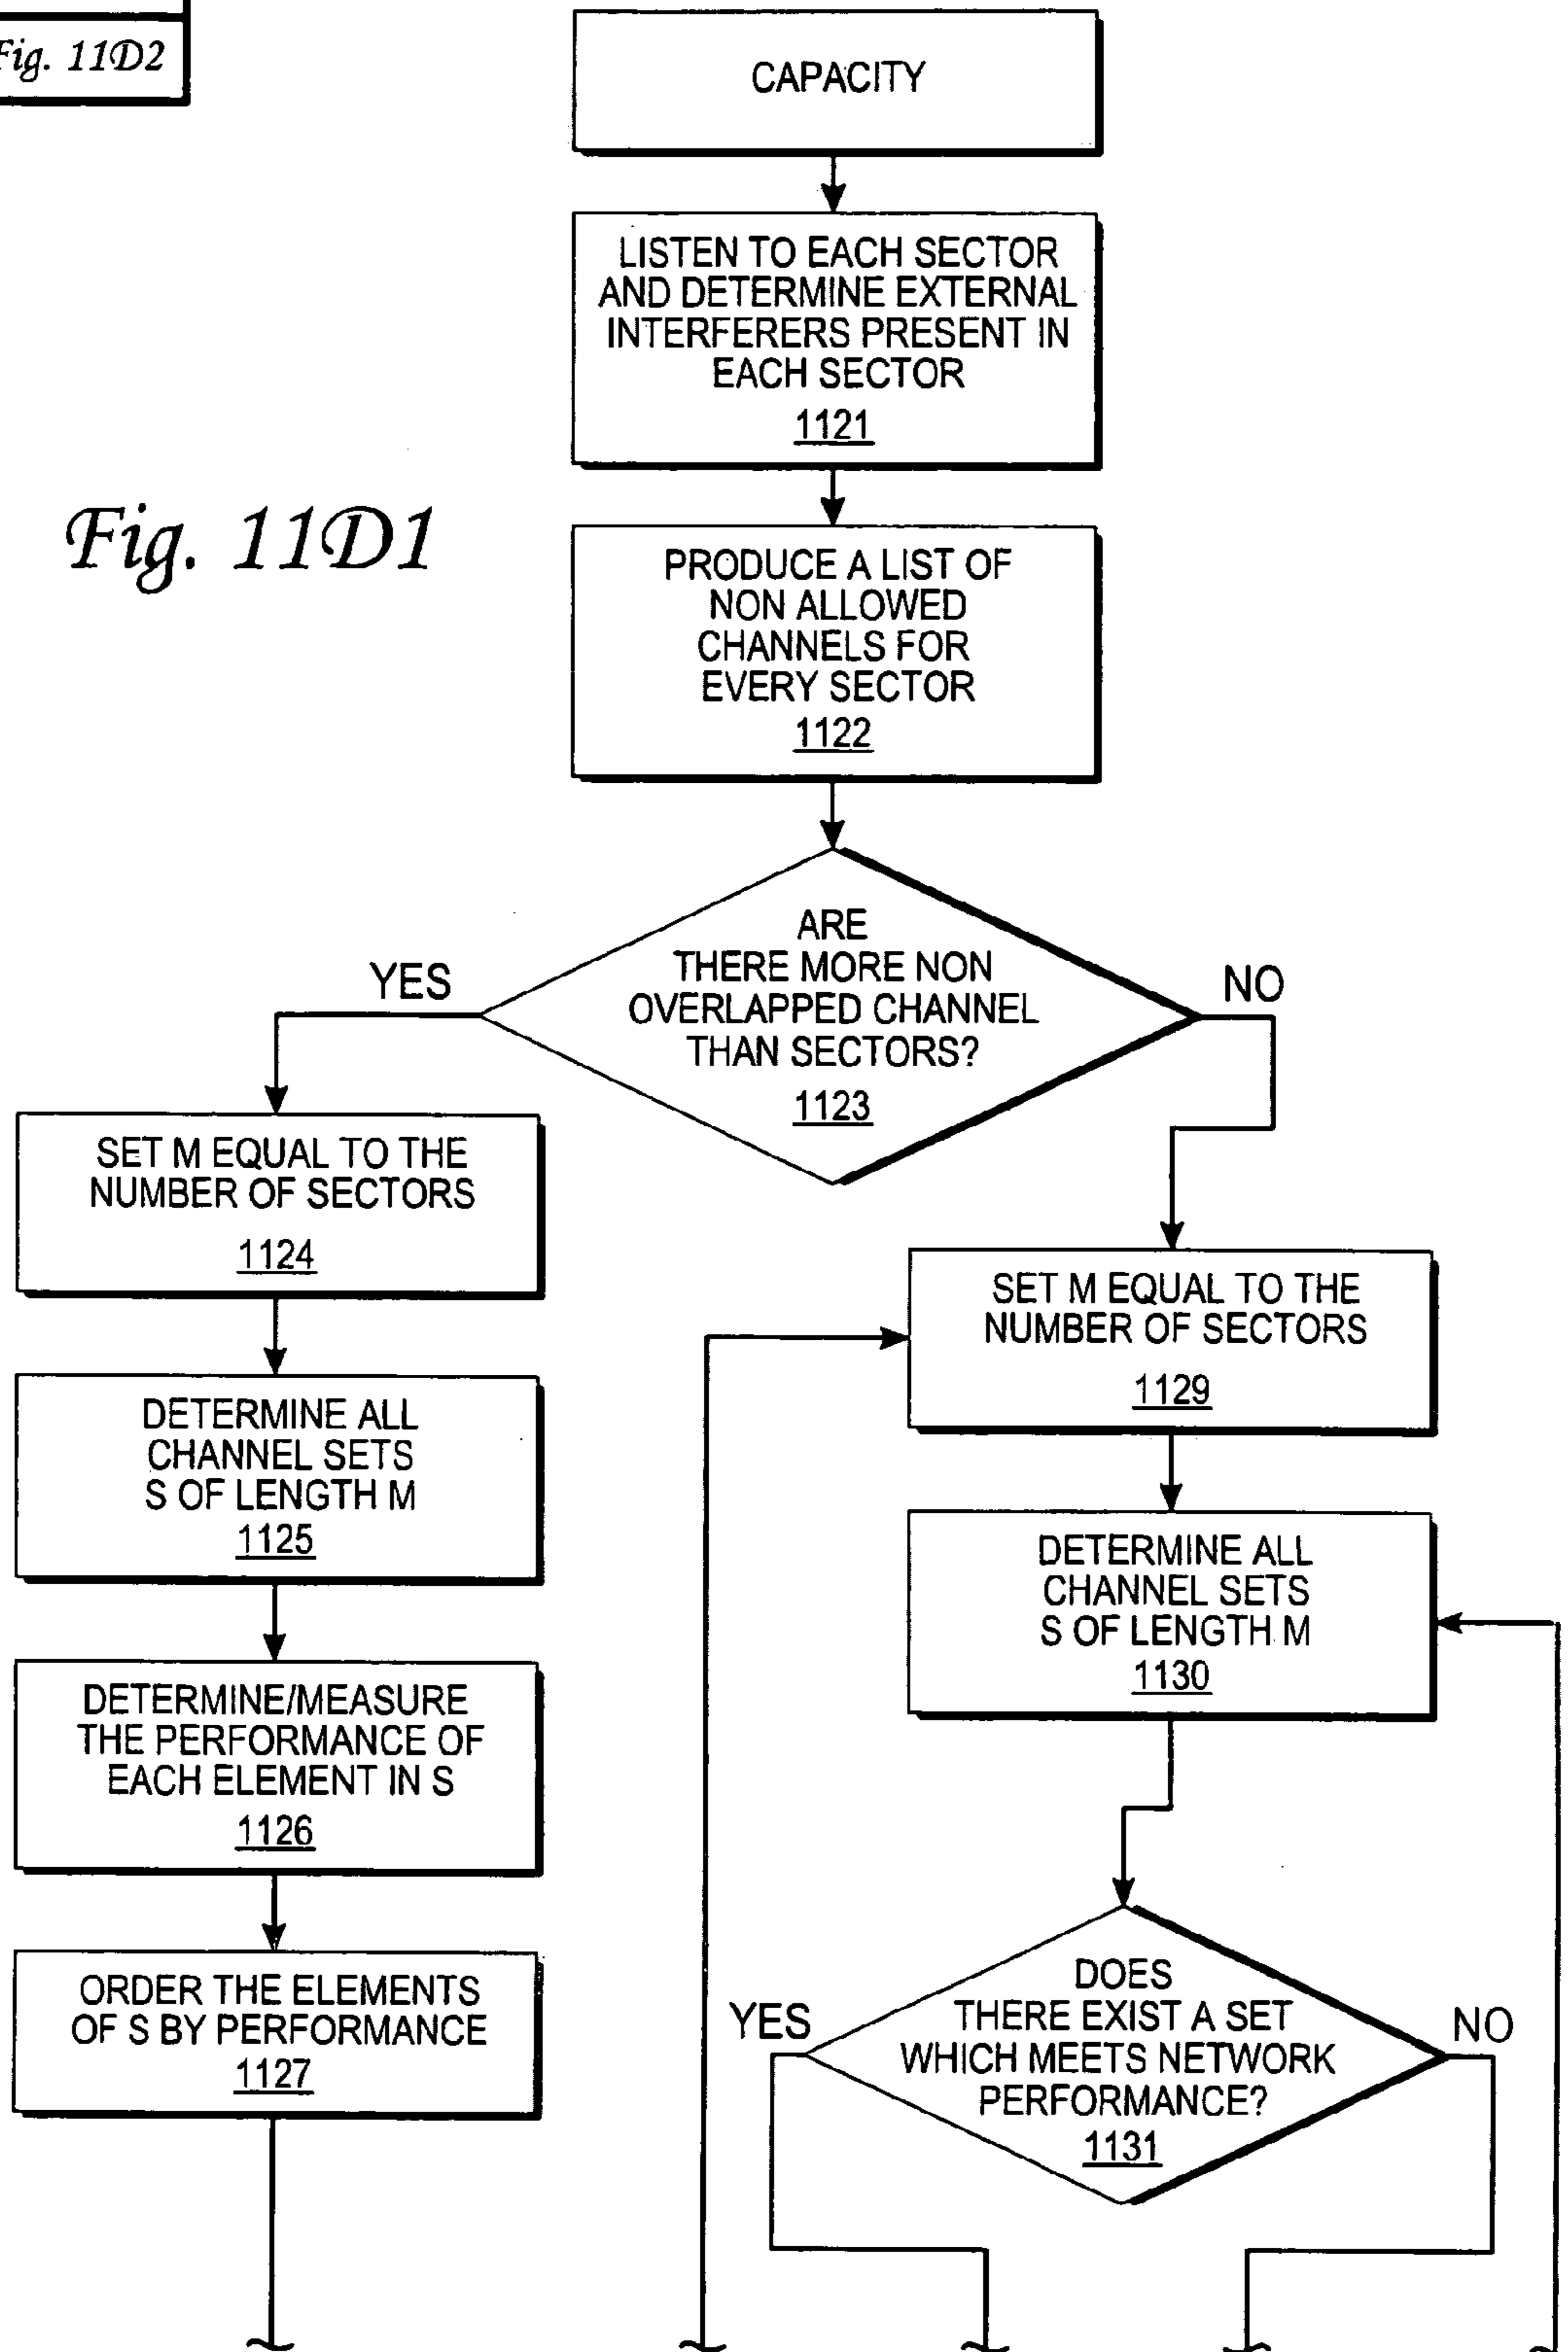 Fig. 11D2
CAPACITY
LISTEN TO EACH SECTOR
AND DETERMINE EXTERNAL
INTERFERERS PRESENT IN
EACH SECTOR
1121
Fig. 11D1
PRODUCE A LIST OF
NON ALLOWED
CHANNELS FOR
EVERY SECTOR
1122
ARE
THERE MORE NON
OVERLAPPED CHANNEL
THAN SECTORS?
1123
YES
NO
SET M EQUAL TO THE
NUMBER OF SECTORS
1124
DETERMINE ALL
CHANNEL SETS
S OF LENGTH M
1125
DETERMINE/MEASURE
THE PERFORMANCE OF
EACH ELEMENT IN S
1126
ORDER THE ELEMENTS
OF S BY PERFORMANCE
1127
SET M EQUAL TO THE
NUMBER OF SECTORS
1129
DETERMINE ALL
CHANNEL SETS
S OF LENGTH M
1130
DOES
THERE EXIST A SET
WHICH MEETS NETWORK
PERFORMANCE?
1131
YES
NO